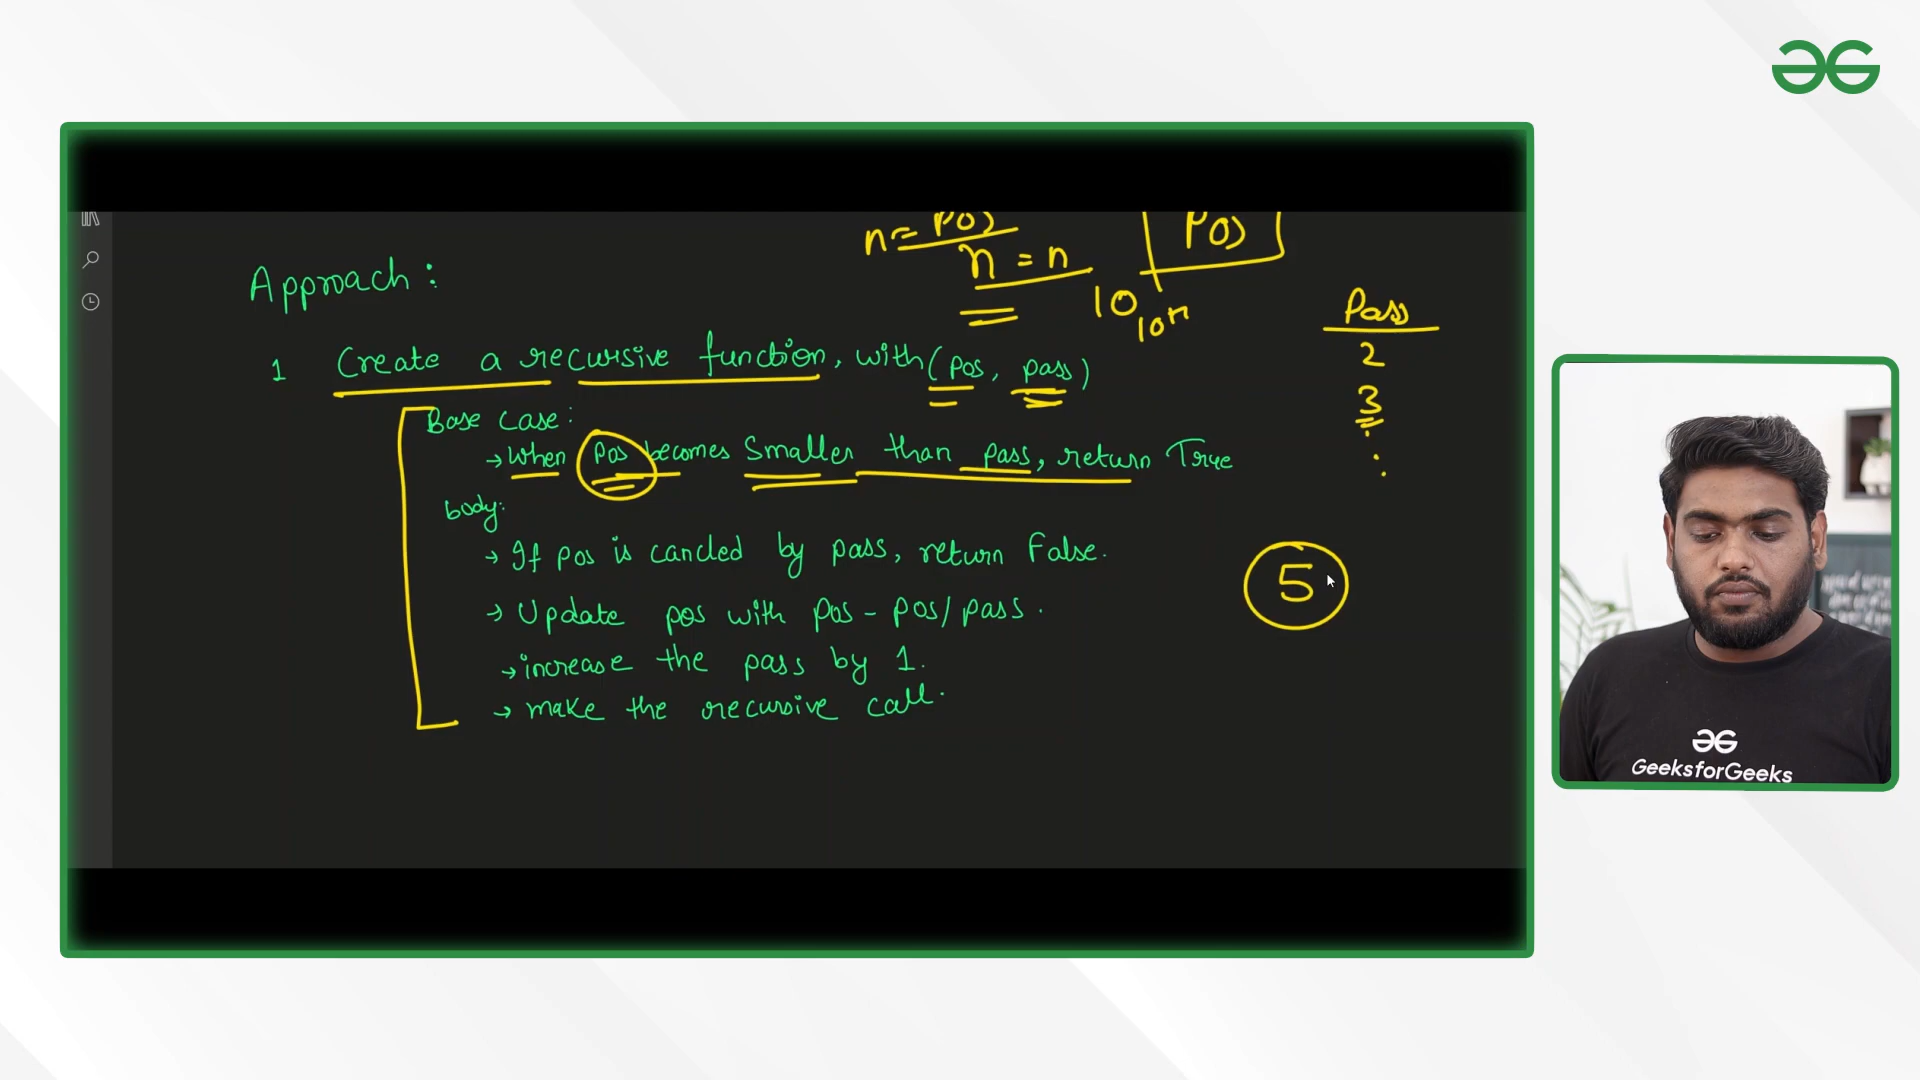 n = Pos
Pos
n = n
Approach :
10
10th
Pass
2
3
1 Create a recursive function, with (pos, pass)
Base case :
→ When pos becomes Smaller than pass, return True
body:
→ If pos is cancled by pass, return False.
5
→ Update pos with pos - pos/pass.
→ increase the pass by 1.
→ make the recursive call.
GeeksforGeeks